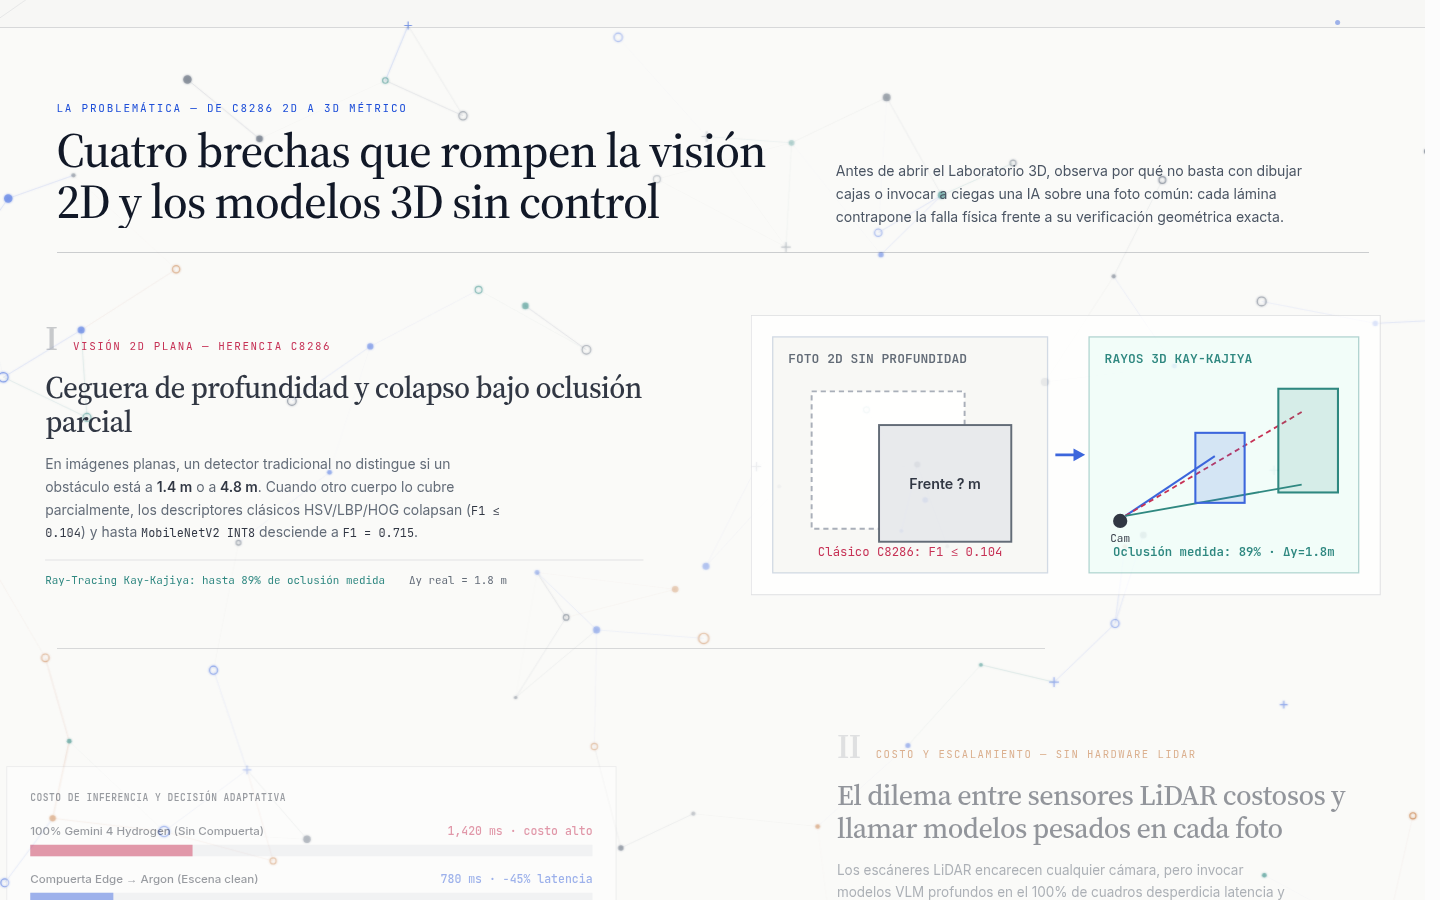 LA PROBLEMÁTICA — DE C8286 2D A 3D MÉTRICO
Cuatro brechas que rompen la visión
2D y los modelos 3D sin control
Antes de abrir el Laboratorio 3D, observa por qué no basta con dibujar
cajas o invocar a ciegas una IA sobre una foto común: cada lámina
contrapone la falla física frente a su verificación geométrica exacta.
I VISIÓN 2D PLANA — HERENCIA C8286
Ceguera de profundidad y colapso bajo oclusión
parcial
En imágenes planas, un detector tradicional no distingue si un
obstáculo está a 1.4 m o a 4.8 m. Cuando otro cuerpo lo cubre
parcialmente, los descriptores clásicos HSV/LBP/HOG colapsan (F1 ≤
0.104) y hasta MobileNetV2 INT8 desciende a F1 = 0.715.
Ray-Tracing Kay-Kajiya: hasta 89% de oclusión medida Δy real = 1.8 m
FOTO 2D SIN PROFUNDIDAD
Frente ? m
Clásico C8286: F1 ≤ 0.104
RAYOS 3D KAY-KAJIYA
Cam
Oclusión medida: 89% · Δy=1.8m
COSTO DE INFERENCIA Y DECISIÓN ADAPTATIVA
100% Gemini 4 Hydrogen (Sin Compuerta) 1,420 ms · costo alto
Compuerta Edge → Argon (Escena clean) 780 ms · -45% latencia
II COSTO Y ESCALAMIENTO — SIN HARDWARE LIDAR
El dilema entre sensores LiDAR costosos y
llamar modelos pesados en cada foto
Los escáneres LiDAR encarecen cualquier cámara, pero invocar
modelos VLM profundos en el 100% de cuadros desperdicia latencia y